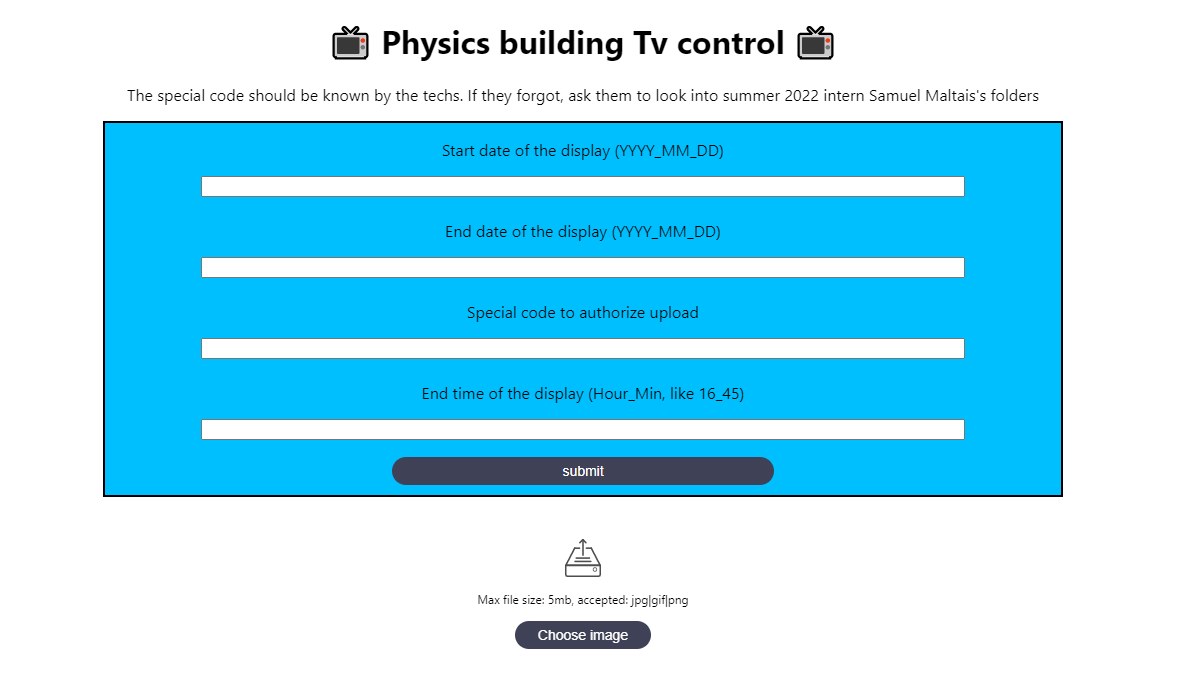 Physics building Tv control
The special code should be known by the techs. If they forgot, ask them to look into summer 2022 intern Samuel Maltais's folders
Start date of the display (YYYY_MM_DD)
End date of the display (YYYY_MM_DD)
Special code to authorize upload
End time of the display (Hour_Min, like 16_45)
submit
Max file size: 5mb, accepted: jpg|gif|png
Choose image